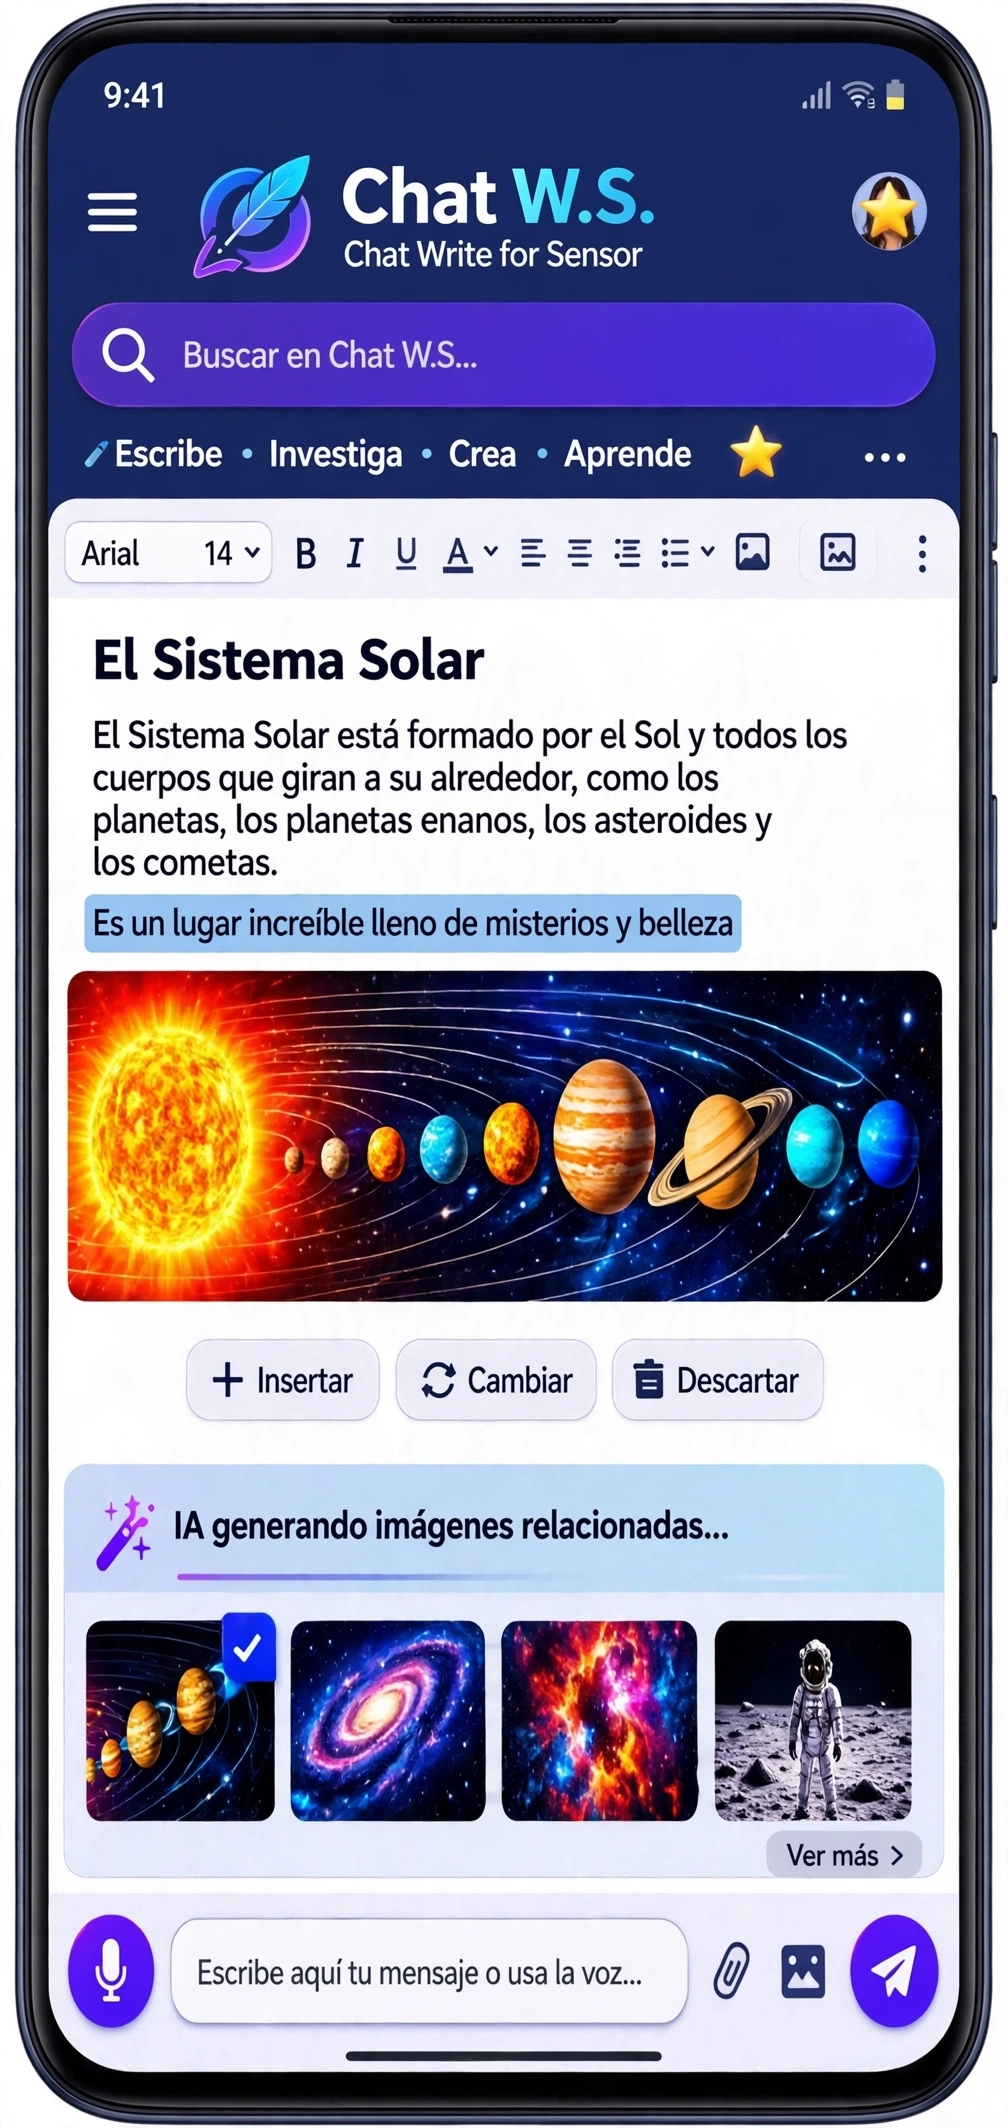 9:41
Chat W.S.
Chat Write for Sensor
Buscar en Chat W.S...
Escribe • Investiga • Crea • Aprende
Arial 14 B I U A
El Sistema Solar
El Sistema Solar está formado por el Sol y todos los
cuerpos que giran a su alrededor, como los
planetas, los planetas enanos, los asteroides y
los cometas.
Es un lugar increíble lleno de misterios y belleza
Insertar Cambiar Descartar
IA generando imágenes relacionadas...
Ver más
Escribe aquí tu mensaje o usa la voz...